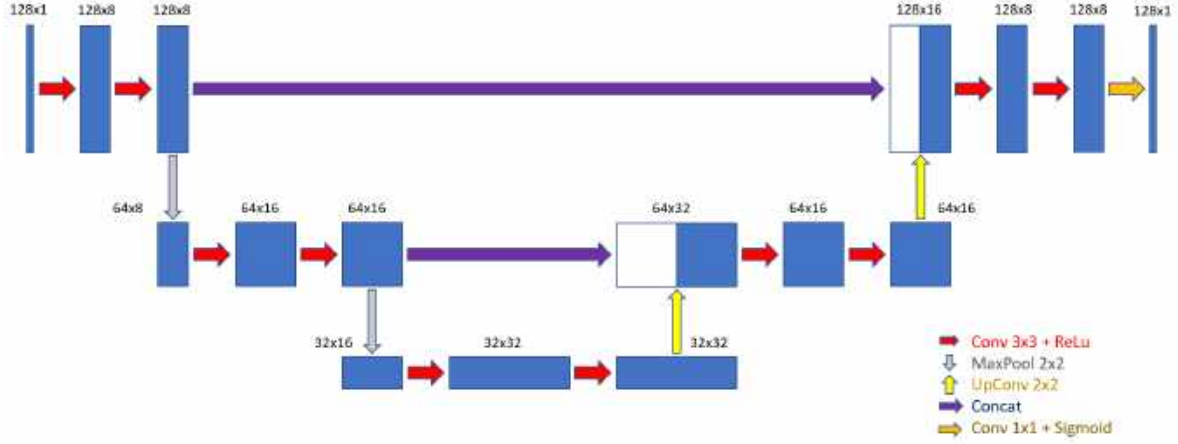 128x1 128x8 128x8 128x16 128x8 128x8 128x1
64x8 64x16 64x16 64x32 64x16 64x16
32x16 32x32 32x32
Conv 3x3 + ReLu
MaxPool 2x2
UpConv 2x2
Concat
Conv 1x1 + Sigmoid